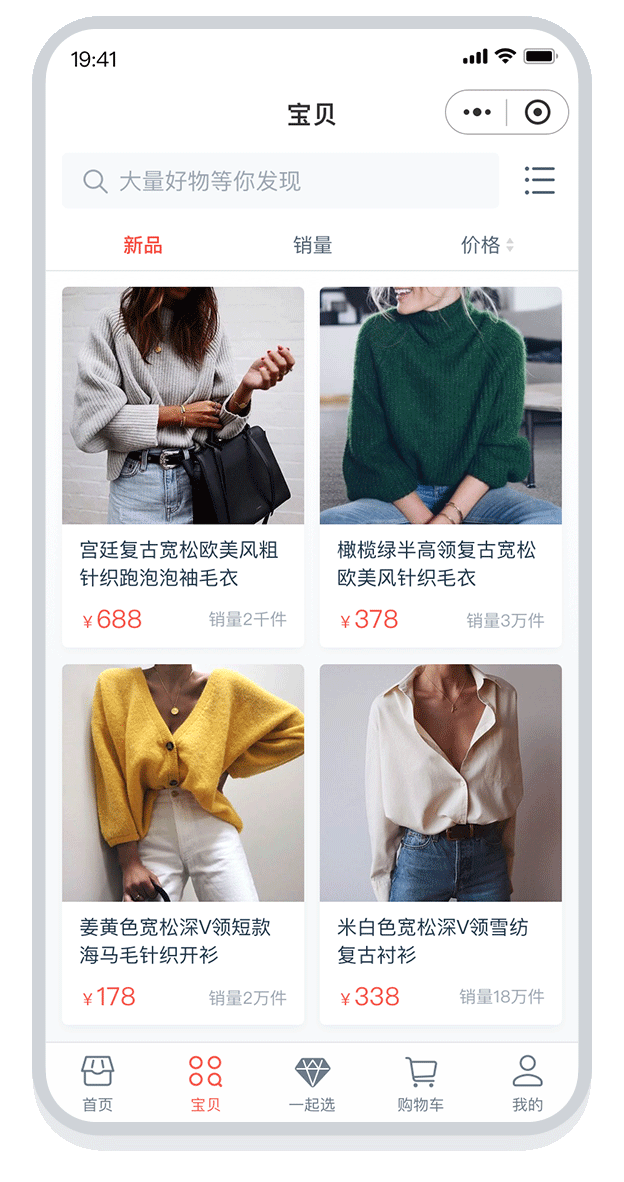 19:41
宝贝
大量好物等你发现
新品
销量
价格
宫廷复古宽松欧美风粗
针织跑泡泡袖毛衣
¥688
销量2千件
橄榄绿半高领复古宽松
欧美风针织毛衣
¥378
销量3万件
姜黄色宽松深V领短款
海马毛针织开衫
¥178
销量2万件
米白色宽松深V领雪纺
复古衬衫
¥338
销量18万件
首页
宝贝
一起选
购物车
我的